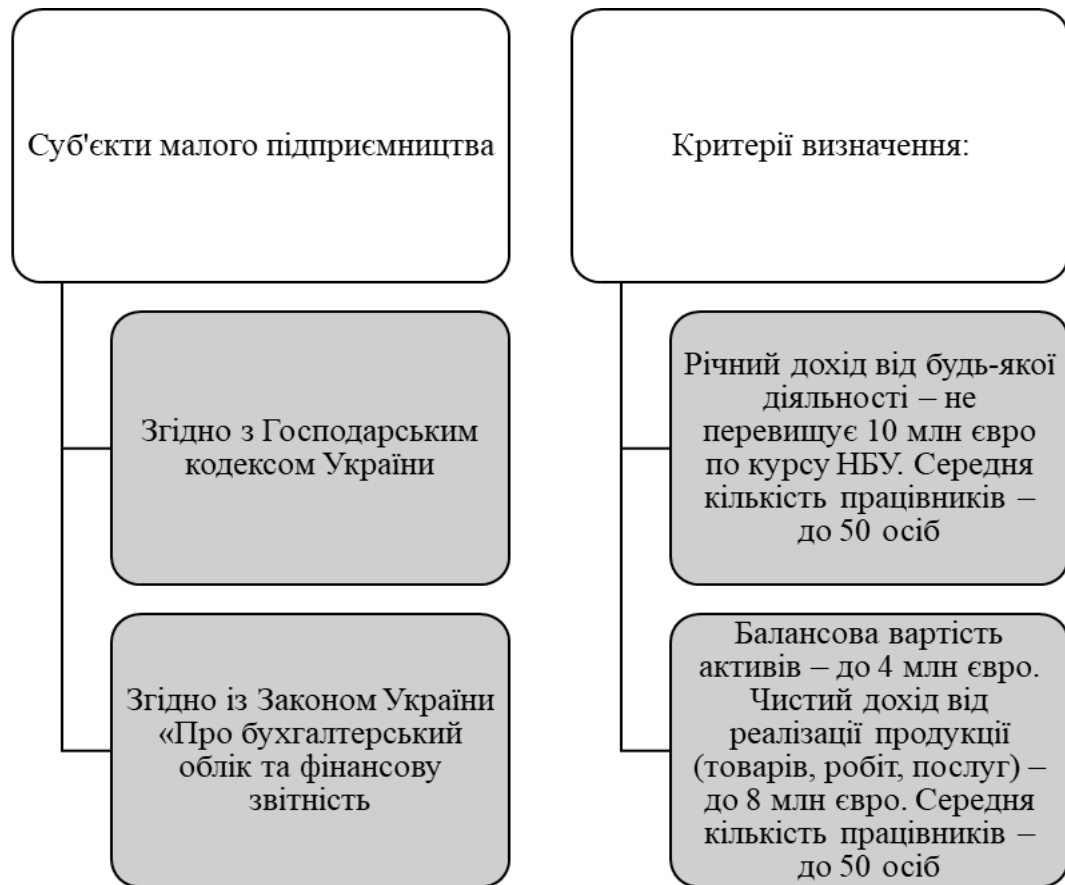 Суб'єкти малого підприємництва
Згідно з Господарським
кодексом України
Згідно із Законом України
«Про бухгалтерський
облік та фінансову
звітність
Критерії визначення:
Річний дохід від будь-якої
діяльності – не
перевищує 10 млн євро
по курсу НБУ. Середня
кількість працівників –
до 50 осіб
Балансова вартість
активів – до 4 млн євро.
Чистий дохід від
реалізації продукції
(товарів, робіт, послуг) –
до 8 млн євро. Середня
кількість працівників –
до 50 осіб